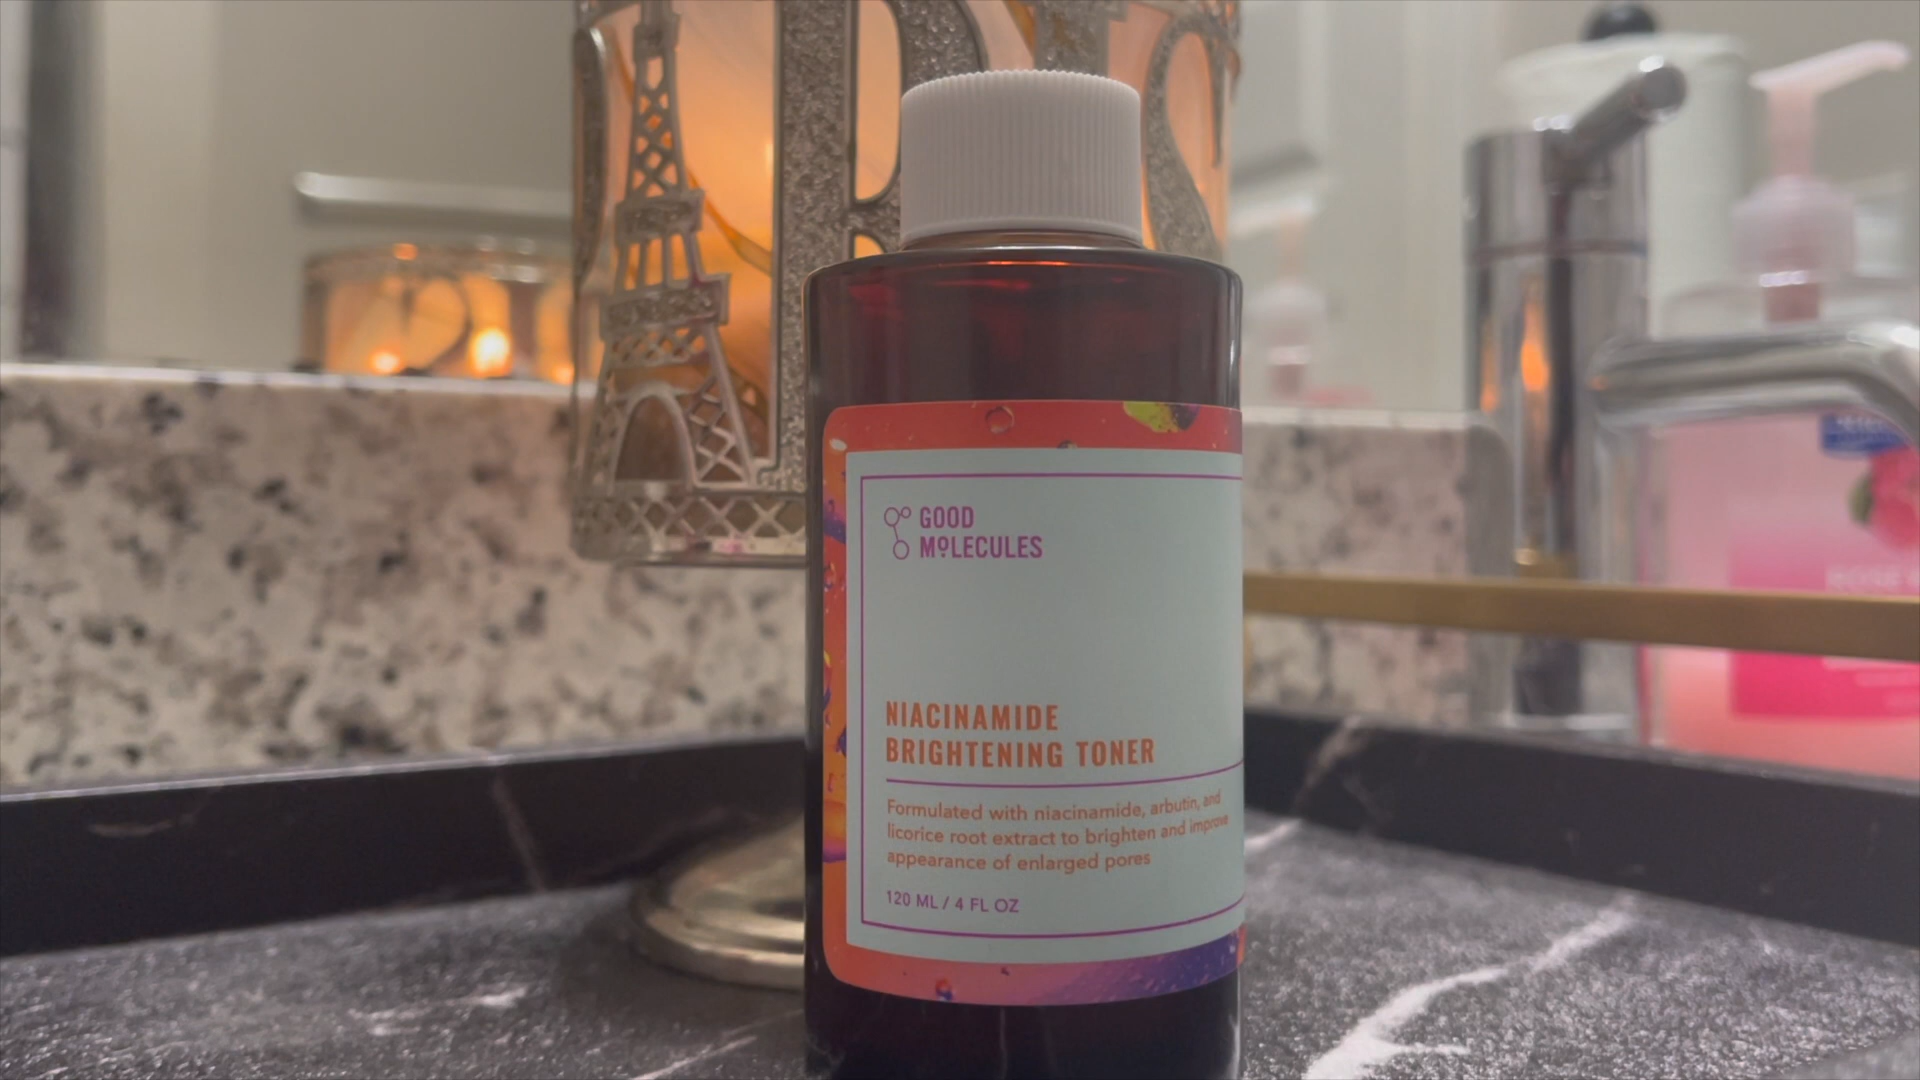 GOOD
MOLECULES
NIACINAMIDE
BRIGHTENING TONER
Formulated with niacinamide, arbutin, and
licorice root extract to brighten and improve
appearance of enlarged pores
120 ML / 4 FL OZ